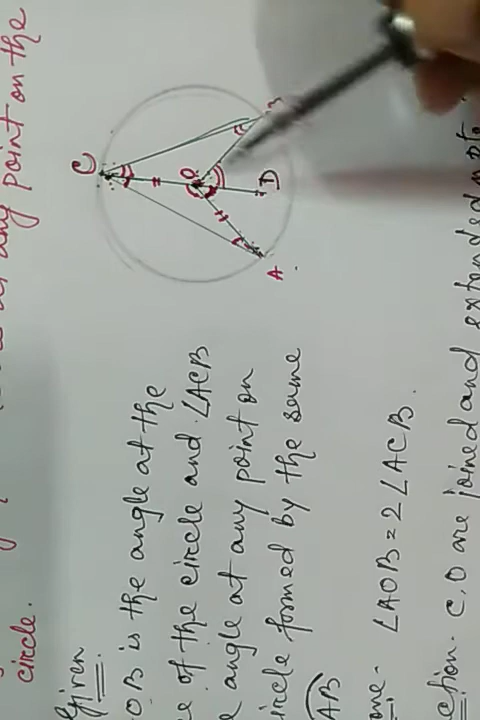 any point on the
circle.
Given
OB is the angle at the
of the circle and ∠ACB
angle at any point on
circle formed by the same
AB
∠AOB = 2∠ACB.
C, O are joined and extended
C
O
D
A
B